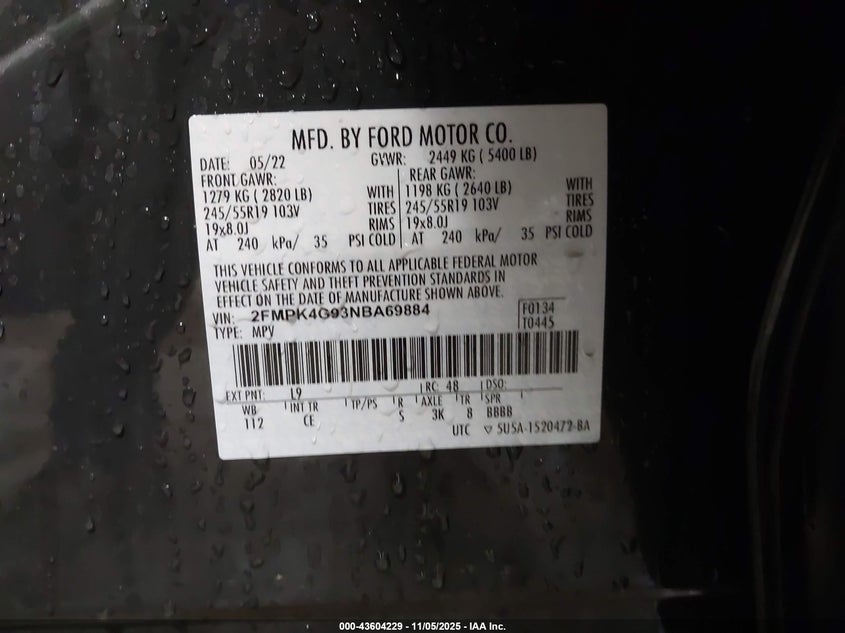 MFD. BY FORD MOTOR CO.
DATE: 05/22 GVWR: 2449 KG ( 5400 LB)
FRONT GAWR: REAR GAWR:
1279 KG ( 2820 LB) WITH 1198 KG ( 2640 LB) WITH
245/55R19 103V TIRES 245/55R19 103V TIRES
19x8.0J RIMS 19x8.0J RIMS
AT 240 kPa/ 35 PSI COLD AT 240 kPa/ 35 PSI COLD
THIS VEHICLE CONFORMS TO ALL APPLICABLE FEDERAL MOTOR
VEHICLE SAFETY AND THEFT PREVENTION STANDARDS IN
EFFECT ON THE DATE OF MANUFACTURE SHOWN ABOVE.
VIN: 2FMPK4G93NBA69884 F0134
TYPE: MPV T0445
EXT PNT: L9 RC: 48 DSO:
WB INT TR TP/PS R AXLE TR SPR
112 CE S 3K 8 BBBB
UTC ▽ 5U5A-1520472-BA
000-43604229 - 11/05/2025 - IAA Inc.